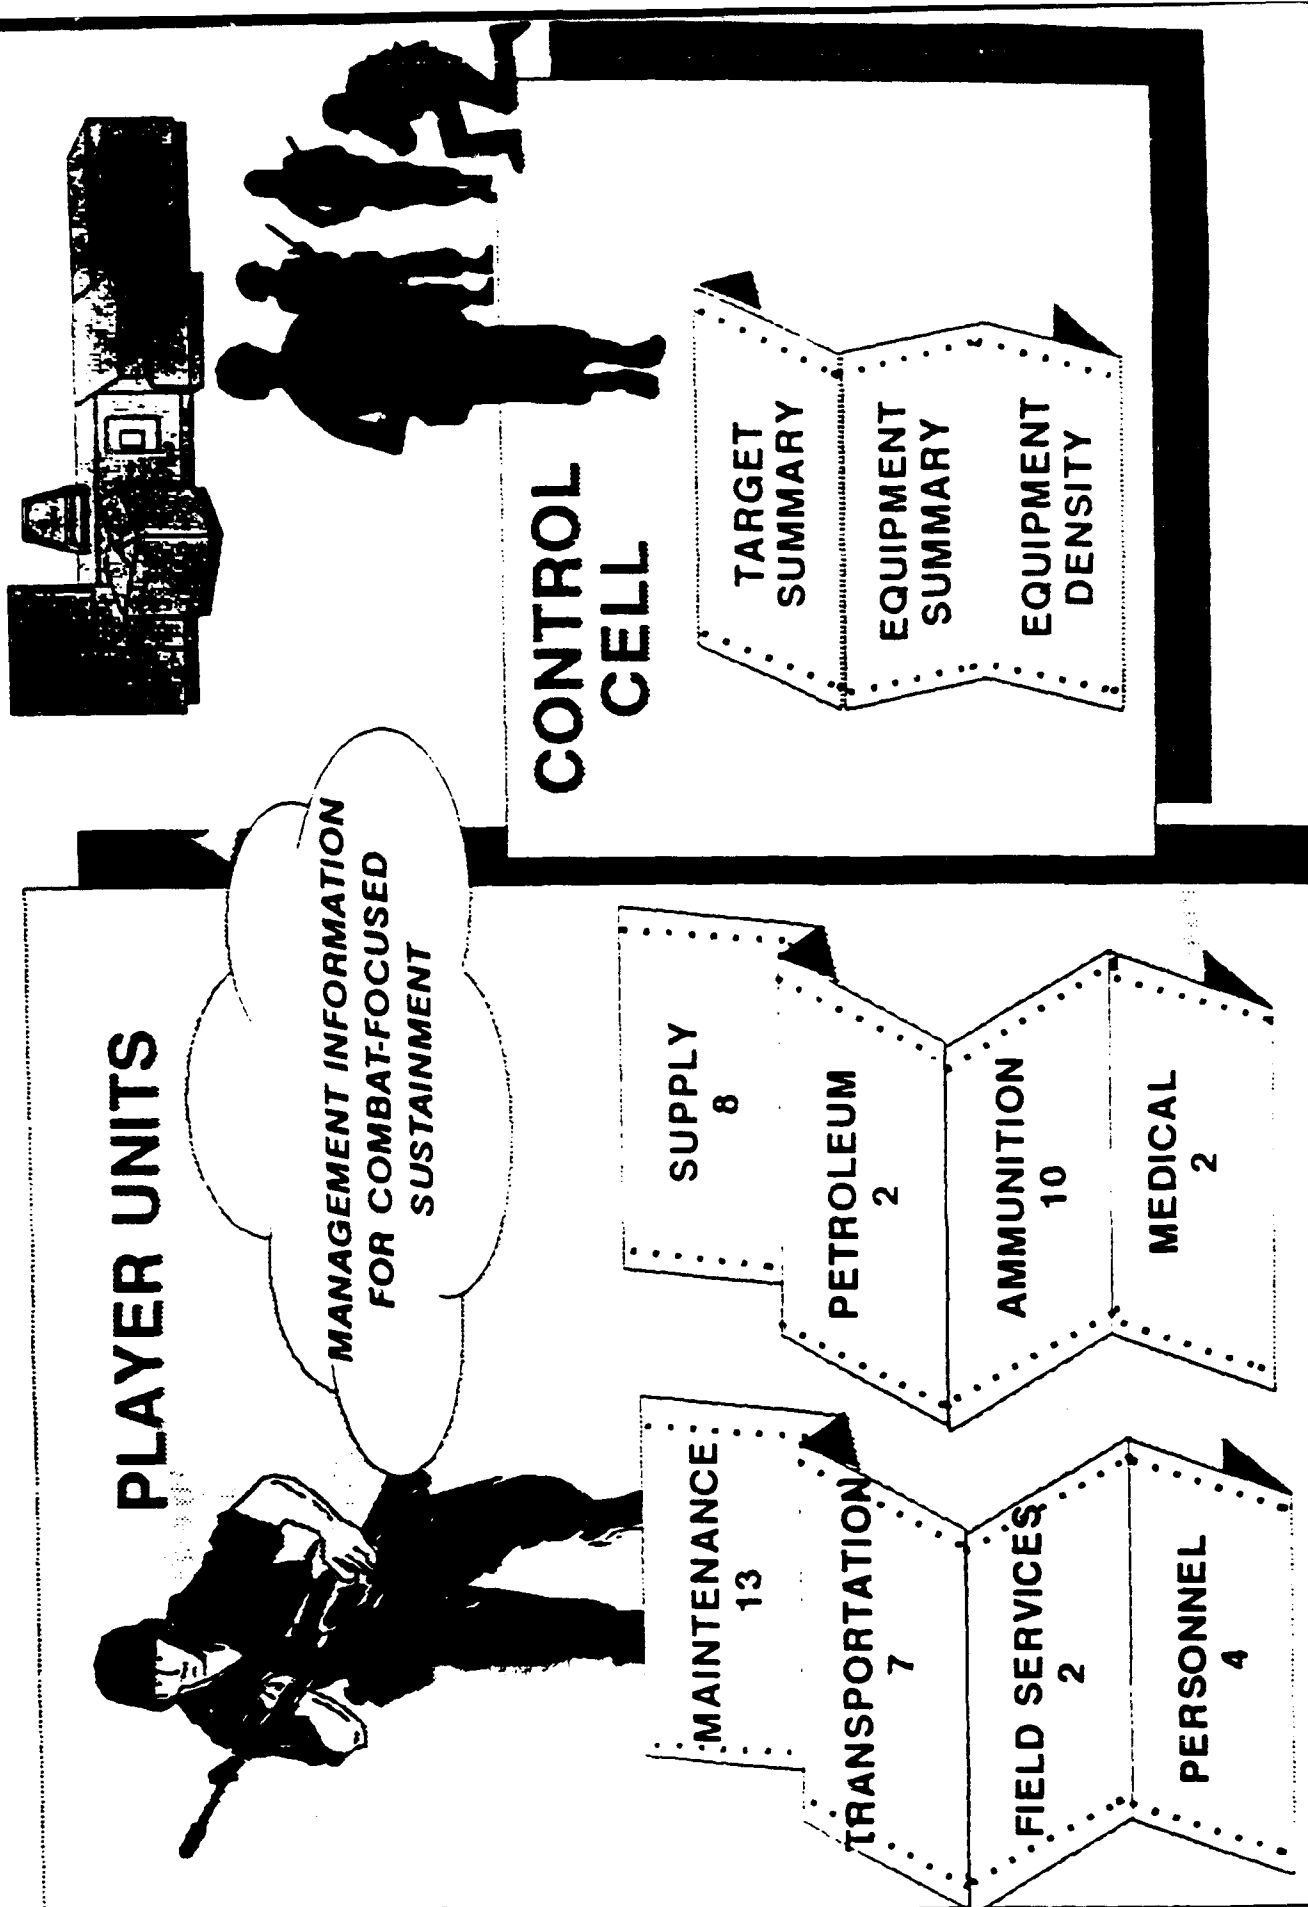 PLAYER UNITS
MANAGEMENT INFORMATION
FOR COMBAT-FOCUSED
SUSTAINMENT
MAINTENANCE
13
TRANSPORTATION
7
FIELD SERVICES
2
PERSONNEL
4
SUPPLY
8
PETROLEUM
2
AMMUNITION
10
MEDICAL
2
CONTROL
CELL
TARGET
SUMMARY
EQUIPMENT
SUMMARY
EQUIPMENT
DENSITY